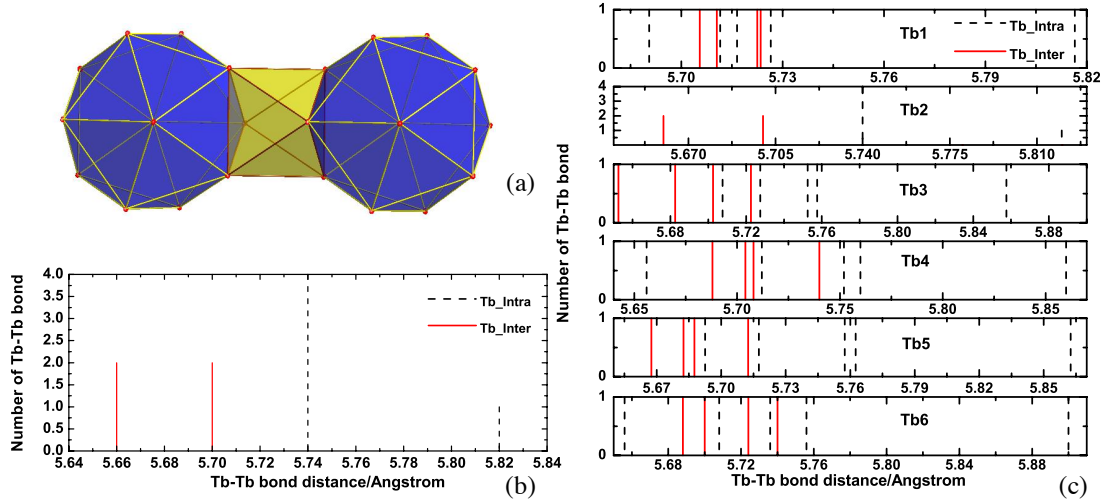 (a)
Number of Tb-Tb bond
4.0
3.5
3.0
2.5
2.0
1.5
1.0
0.5
0.0
Tb_Intra
Tb_Inter
5.64 5.66 5.68 5.70 5.72 5.74 5.76 5.78 5.80 5.82 5.84
Tb-Tb bond distance/Angstrom
(b)
Number of Tb-Tb bond
1
0
Tb1
Tb_Intra
Tb_Inter
5.70 5.73 5.76 5.79 5.82
4
3
2
1
Tb2
5.670 5.705 5.740 5.775 5.810
1
0
Tb3
5.68 5.72 5.76 5.80 5.84 5.88
1
0
Tb4
5.65 5.70 5.75 5.80 5.85
1
0
Tb5
5.67 5.70 5.73 5.76 5.79 5.82 5.85
1
0
Tb6
5.68 5.72 5.76 5.80 5.84 5.88
Tb-Tb bond distance/Angstrom
(c)